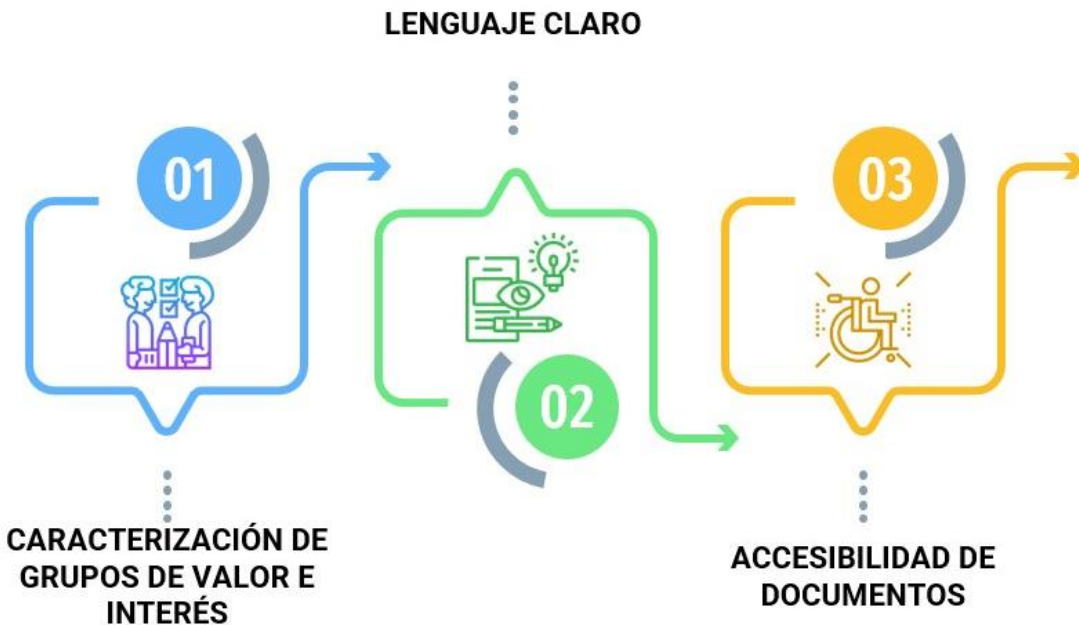 LENGUAJE CLARO
01
03
02
CARACTERIZACIÓN DE
GRUPOS DE VALOR E
INTERÉS
ACCESIBILIDAD DE
DOCUMENTOS